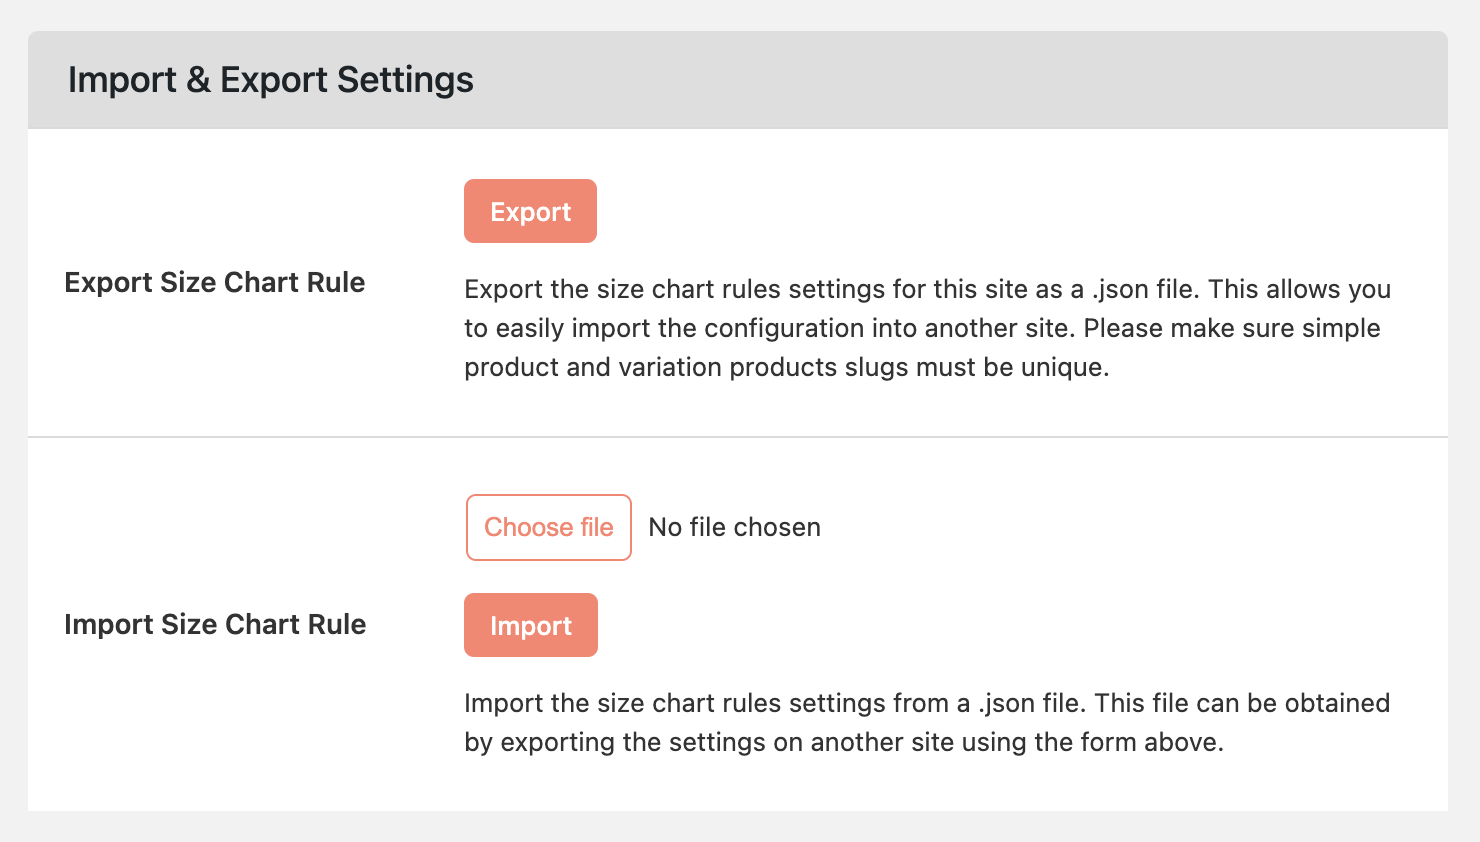 Import & Export Settings
Export
Export Size Chart Rule
Export the size chart rules settings for this site as a .json file. This allows you
to easily import the configuration into another site. Please make sure simple
product and variation products slugs must be unique.
Choose file No file chosen
Import Size Chart Rule
Import
Import the size chart rules settings from a .json file. This file can be obtained
by exporting the settings on another site using the form above.